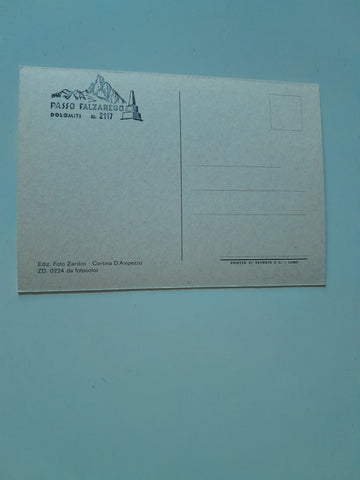 PASSO FALZAREGO
DOLOMITI m. 2117
Ediz. Foto Zardini - Cortina D'Ampezzo
ZD. 0224 da fotocolor